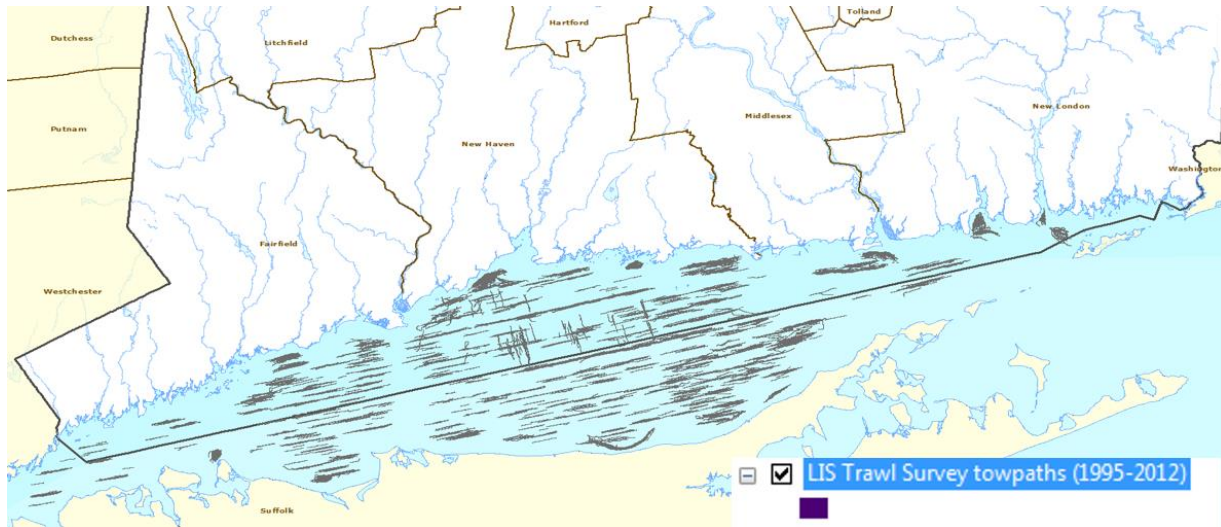 Tolland
Hartford
Dutchess
Litchfield
New London
Middlesex
Putnam
New Haven
Washington
Fairfield
Westchester
LIS Trawl Survey towpaths (1995-2012)
Suffolk